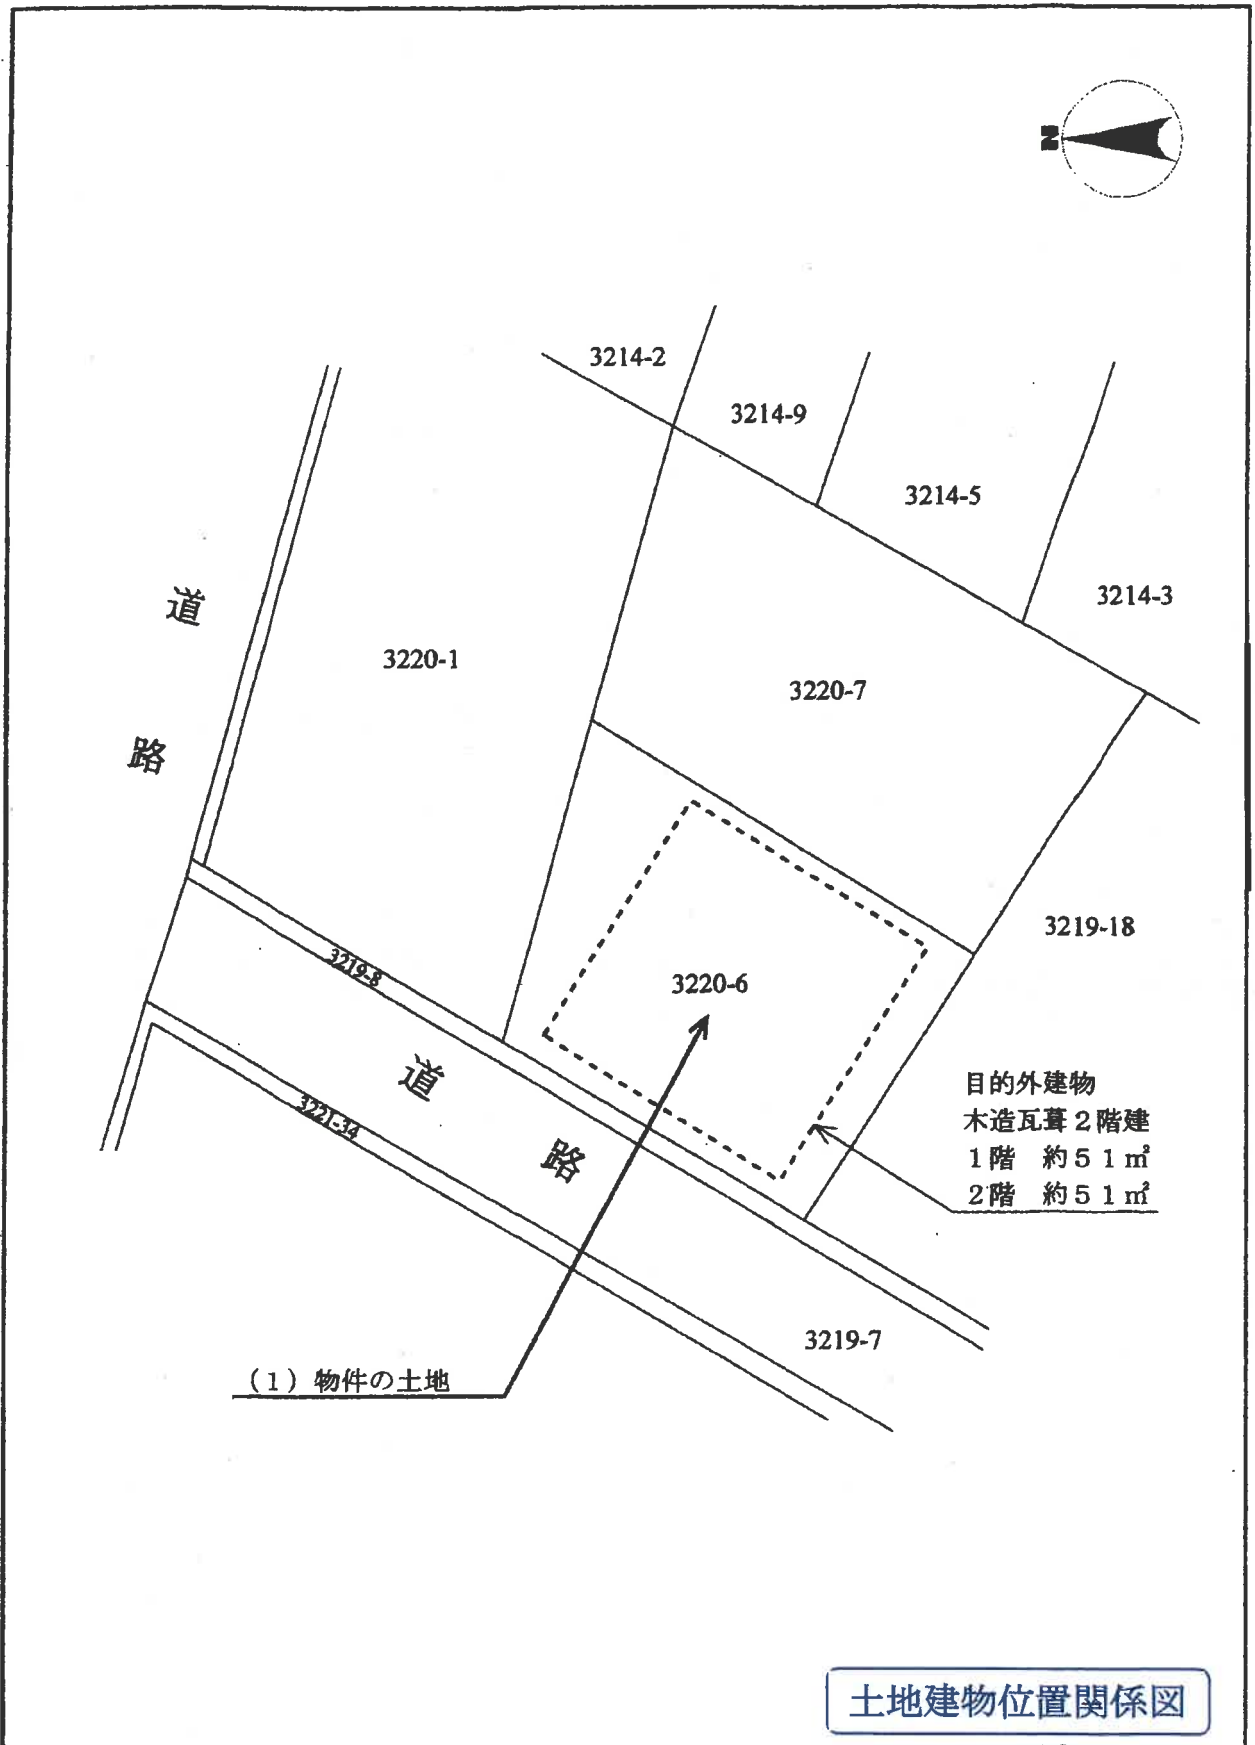 N
3214-2
3214-9
3214-5
3214-3
道
路
3220-1
3220-7
3219-18
3219-8
3220-6
道
路
3221-34
目的外建物
木造瓦葺２階建
１階　約５１㎡
２階　約５１㎡
3219-7
（１）物件の土地
土地建物位置関係図